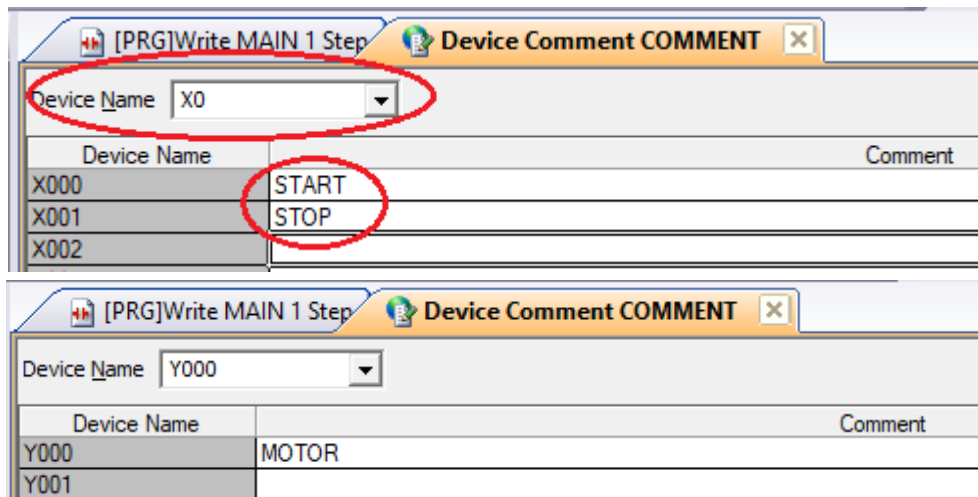 [PRG]Write MAIN 1 Step Device Comment COMMENT
Device Name X0
Device Name Comment
X000 START
X001 STOP
X002
[PRG]Write MAIN 1 Step Device Comment COMMENT
Device Name Y000
Device Name Comment
Y000 MOTOR
Y001